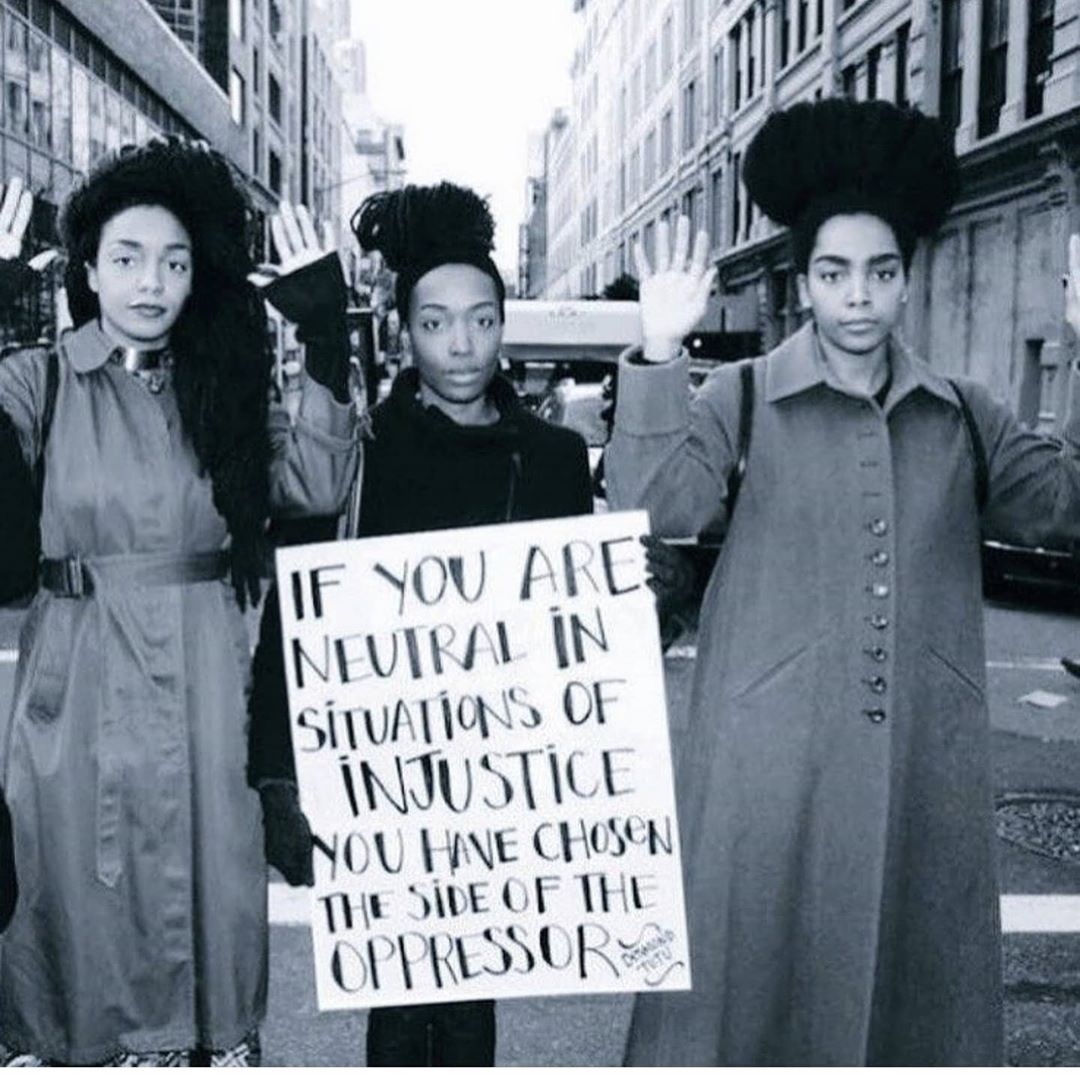 IF YOU ARE
NEUTRAL IN
SITUATIONS OF
INJUSTICE
YOU HAVE CHOSEN
THE SIDE OF THE
OPPRESSOR
DESMOND
TUTU